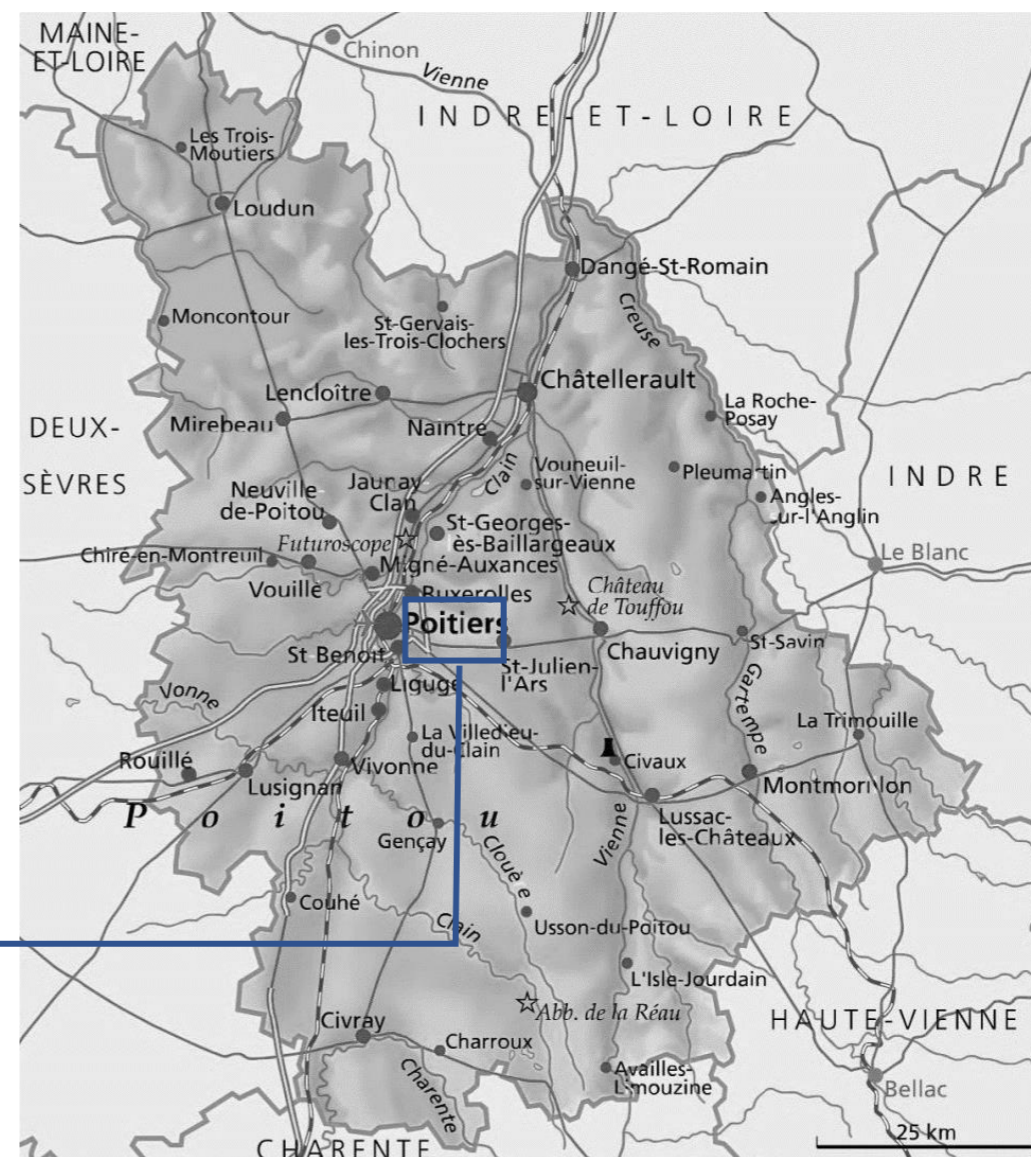 MAINE-
ET-LOIRE
Chinon
Vienne
INDRE-ET-LOIRE
Les Trois-
Moutiers
Loudun
Dangé-St-Romain
Creuse
Moncontour
St-Gervais-
les-Trois-Clochers
Châtellerault
Lencloître
La Roche-
Posay
Mirebeau
Naintre
DEUX-
SÈVRES
Clain
Vouneuil-
sur-Vienne
Pleumartin
INDRE
Jaunay
Clan
Neuville
de-Poitou
Angles-
ur-l'Anglin
St-Georges-
ès-Baillargeaux
Futuroscope
Chiré-en-Montreuil
Migné-Auxances
Le Blanc
Vouille
Buxerolles
Château
de Touffou
Poitiers
St Benoit
Chauvigny
St-Savin
St-Julien-
l'Ars
Liguge
Vonne
Iteuil
Gartempe
La Trimouille
La Villedieu-
du-Clain
Rouillé
Vivonne
Civaux
Lusignan
Montmorillon
Poitou
Vienne
Lussac-
les-Châteaux
Gençay
Clouère
Couhé
Clain
Usson-du-Poitou
L'Isle-Jourdain
Abb. de la Réau
HAUTE-VIENNE
Civray
Charroux
Charente
Availles-
Limouzine
Bellac
25 km
CHARENTE